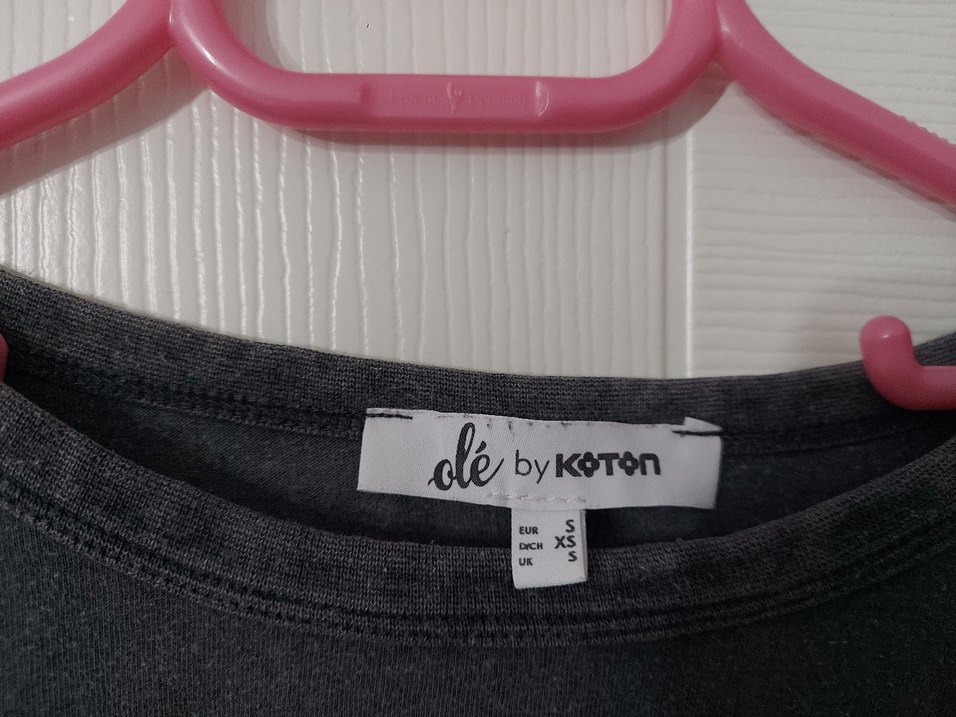 olé by KOTON
EUR S
D/CH XS
UK S